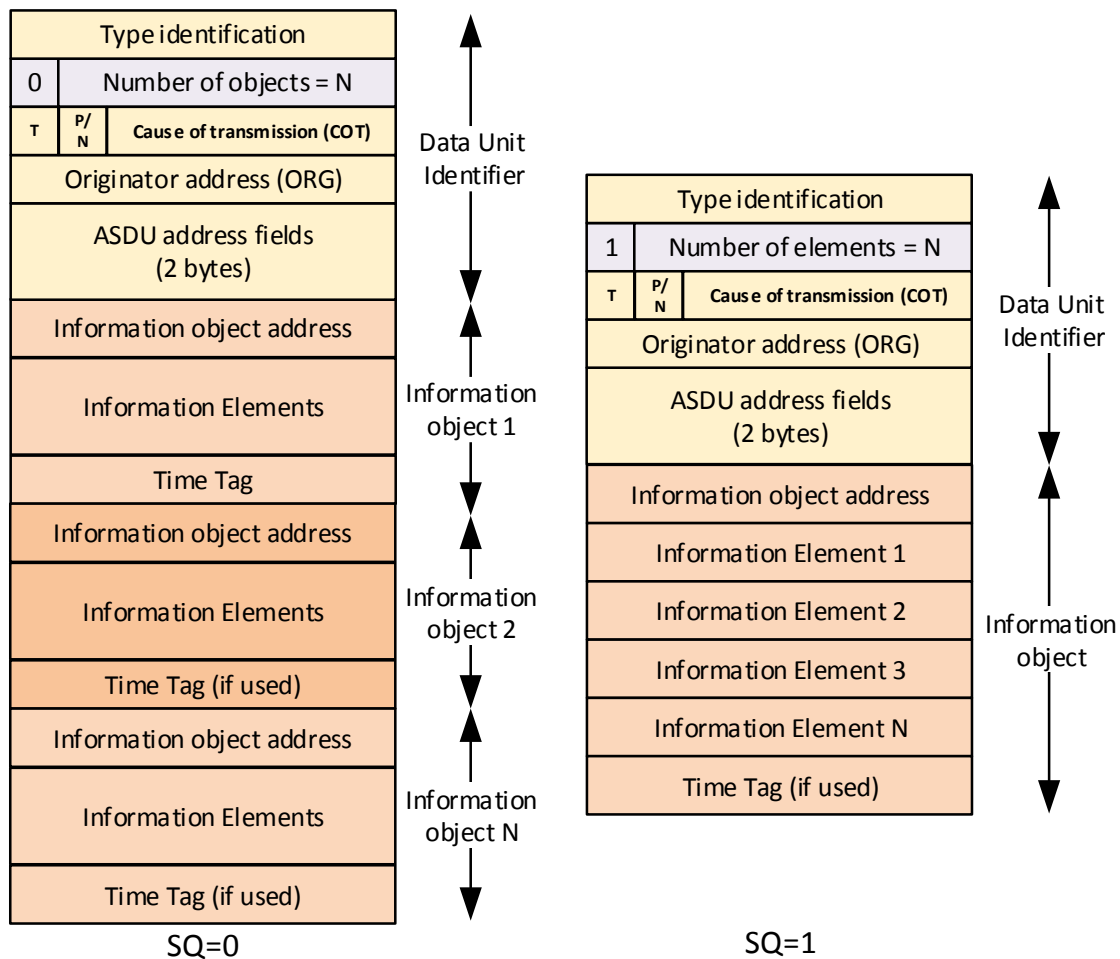 Type identification
0 Number of objects = N
T P/ N Cause of transmission (COT)
Originator address (ORG)
ASDU address fields
(2 bytes)
Data Unit
Identifier
Information object address
Information Elements
Time Tag
Information
object 1
Information object address
Information Elements
Time Tag (if used)
Information
object 2
Information object address
Information Elements
Time Tag (if used)
Information
object N
SQ=0
Type identification
1 Number of elements = N
T P/ N Cause of transmission (COT)
Originator address (ORG)
ASDU address fields
(2 bytes)
Data Unit
Identifier
Information object address
Information Element 1
Information Element 2
Information Element 3
Information Element N
Time Tag (if used)
Information
object
SQ=1